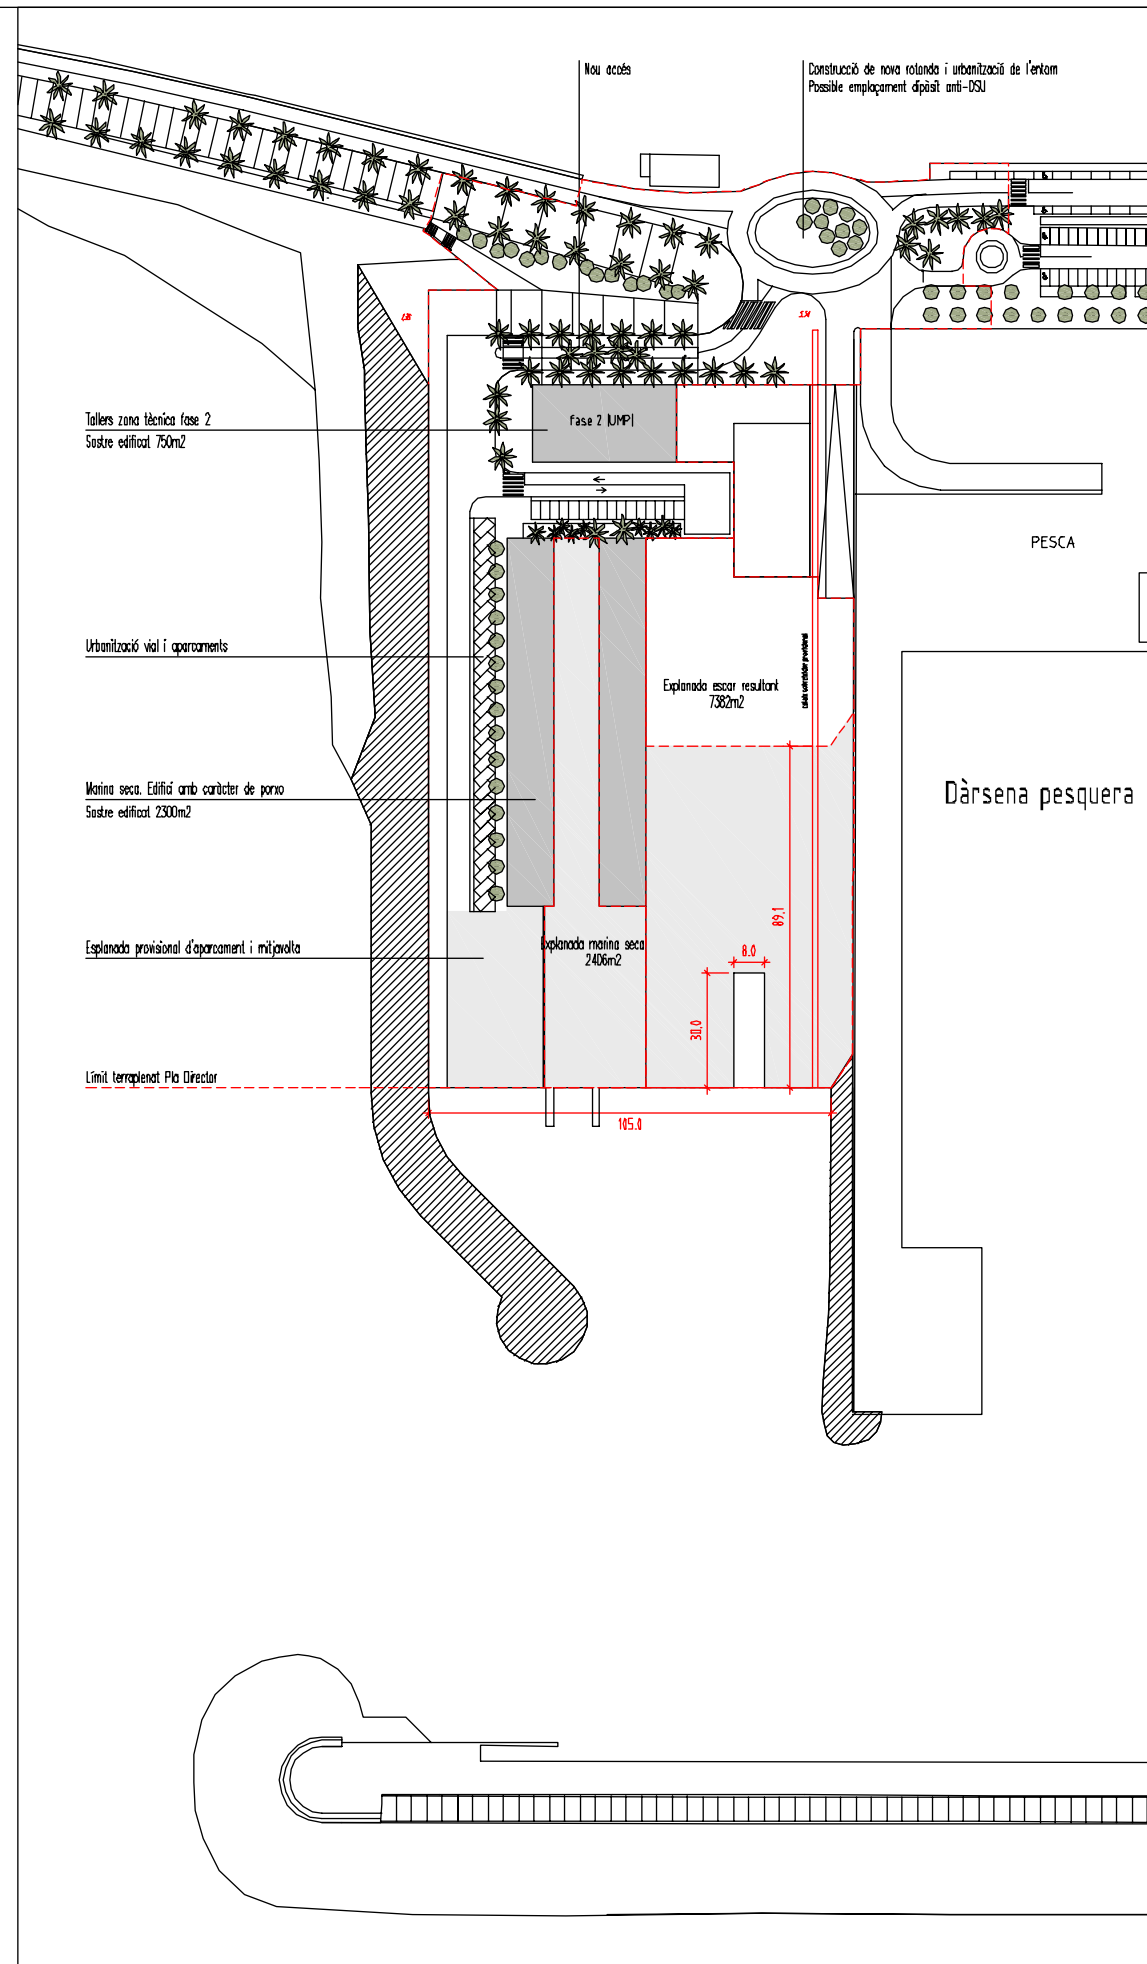 Nou accés
Construcció de nova rotonda i urbanització de l'entorn
Possible emplaçament dipòsit anti-DSU
Tallers zona tècnica fase 2
Sostre edificat 750m2
Fase 2 (UMP)
PESCA
Urbanització vial i aparcaments
Explanada escar resultant
7382m2
Marina seca. Edifici amb caràcter de porxo
Sostre edificat 2300m2
Dàrsena pesquera
89,1
Esplanada provisional d'aparcament i mitjavolta
Explanada marina seca
2406m2
8.0
30,0
Límit terraplenat Pla Director
105.0